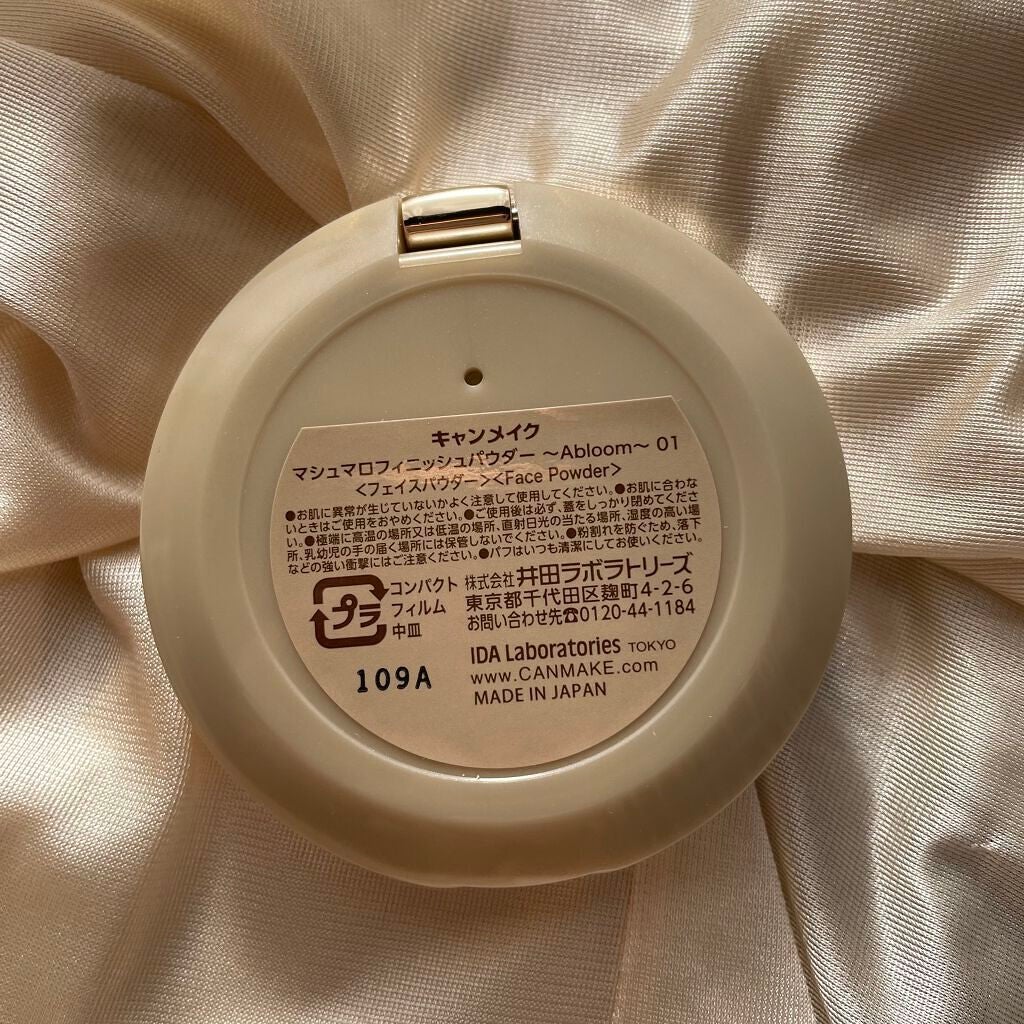 キャンメイク
マシュマロフィニッシュパウダー ～Abloom～ 01
<フェイスパウダー><Face Powder>
●お肌に異常が生じていないかよく注意して使用してください。●お肌に合わな
いときはご使用をおやめください。●ご使用後は必ず、蓋をしっかり閉めてくださ
い。●極端に高温の場所又は低温の場所、直射日光の当たる場所、湿度の高い場
所、乳幼児の手の届く場所には保管しないでください。●粉割れを防ぐため、落下
などの強い衝撃にはご注意ください。●パフはいつも清潔にしてお使いください。
プラ
コンパクト
フィルム
中皿
109A
株式会社 井田ラボラトリーズ
東京都千代田区麹町4-2-6
お問い合わせ先☎0120-44-1184
IDA Laboratories TOKYO
www.CANMAKE.com
MADE IN JAPAN